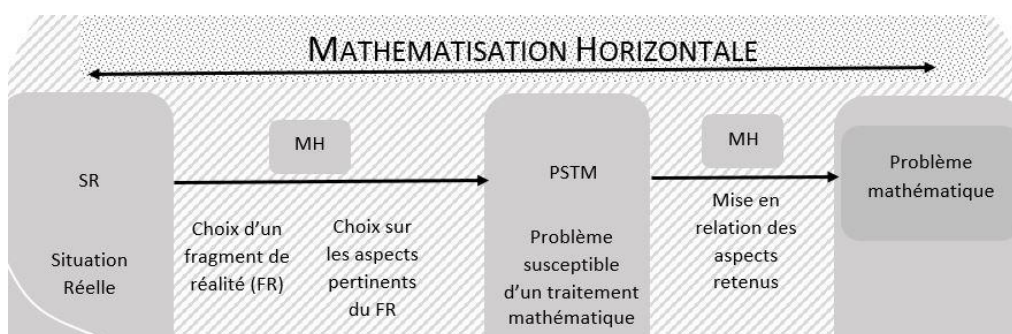 MATHEMATISATION HORIZONTALE
SR
Situation
Réelle
MH
Choix d’un
fragment de
réalité (FR)
Choix sur
les aspects
pertinents
du FR
PSTM
Problème
susceptible
d’un traitement
mathématique
MH
Mise en
relation des
aspects
retenus
Problème
mathématique